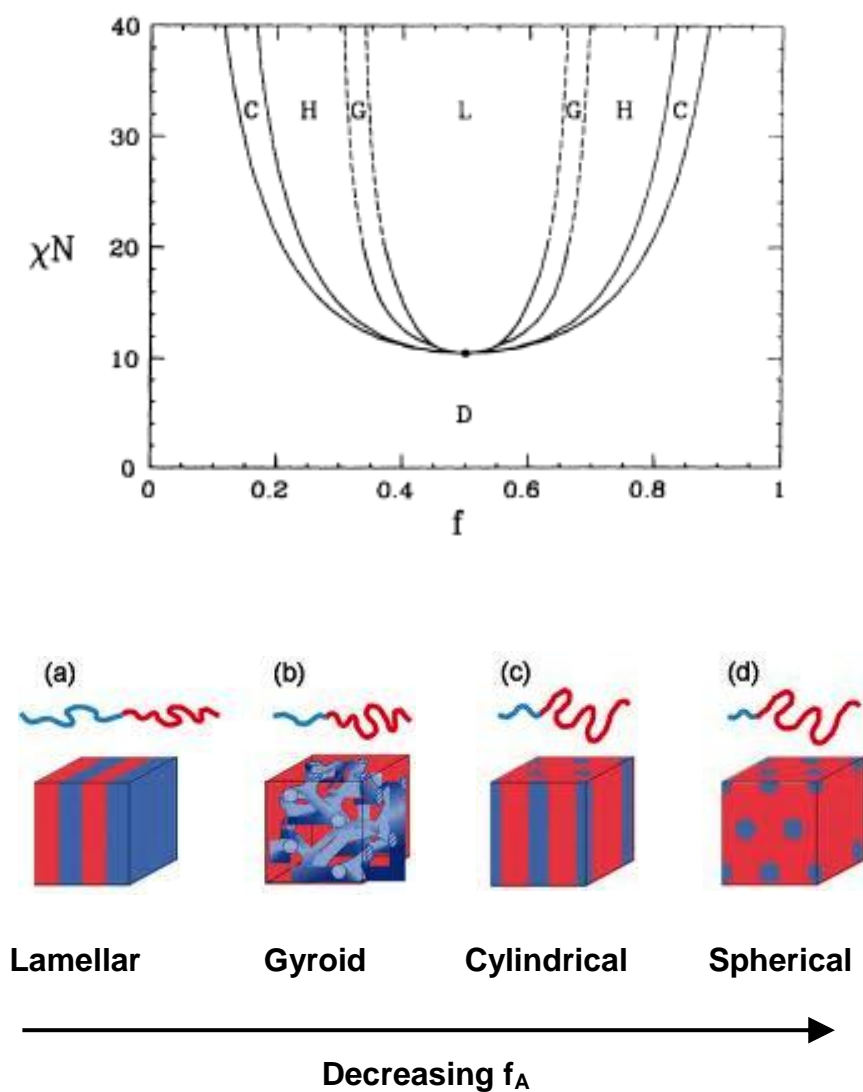 40
C H G L G H C
30
χN 20
10
D
0
0 0.2 0.4 0.6 0.8 1
f
(a) (b) (c) (d)
Lamellar Gyroid Cylindrical Spherical
Decreasing f_A